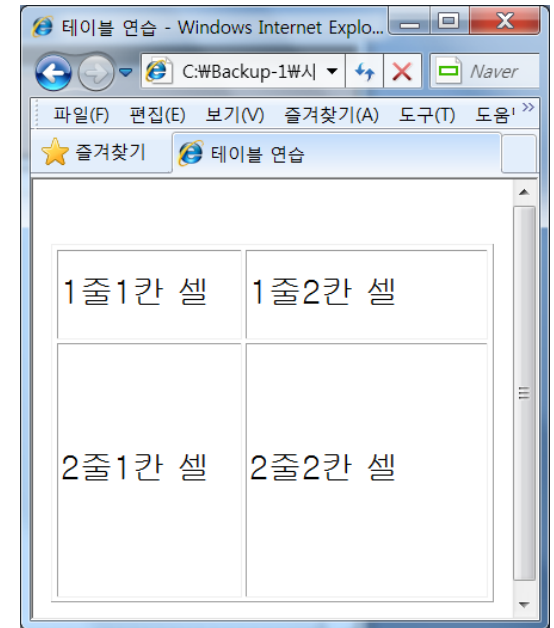 테이블 연습 - Windows Internet Explo...
C:₩Backup-1₩시 Naver
파일(F) 편집(E) 보기(V) 즐겨찾기(A) 도구(T) »
즐겨찾기 테이블 연습
1줄1칸 셀 1줄2칸 셀
2줄1칸 셀 2줄2칸 셀